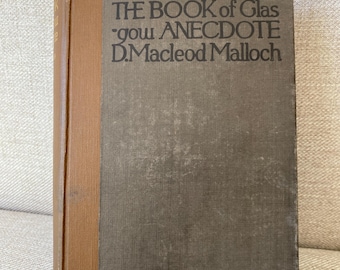 THE BOOK of Glas
-gow ANECDOTE
D. Macleod Malloch